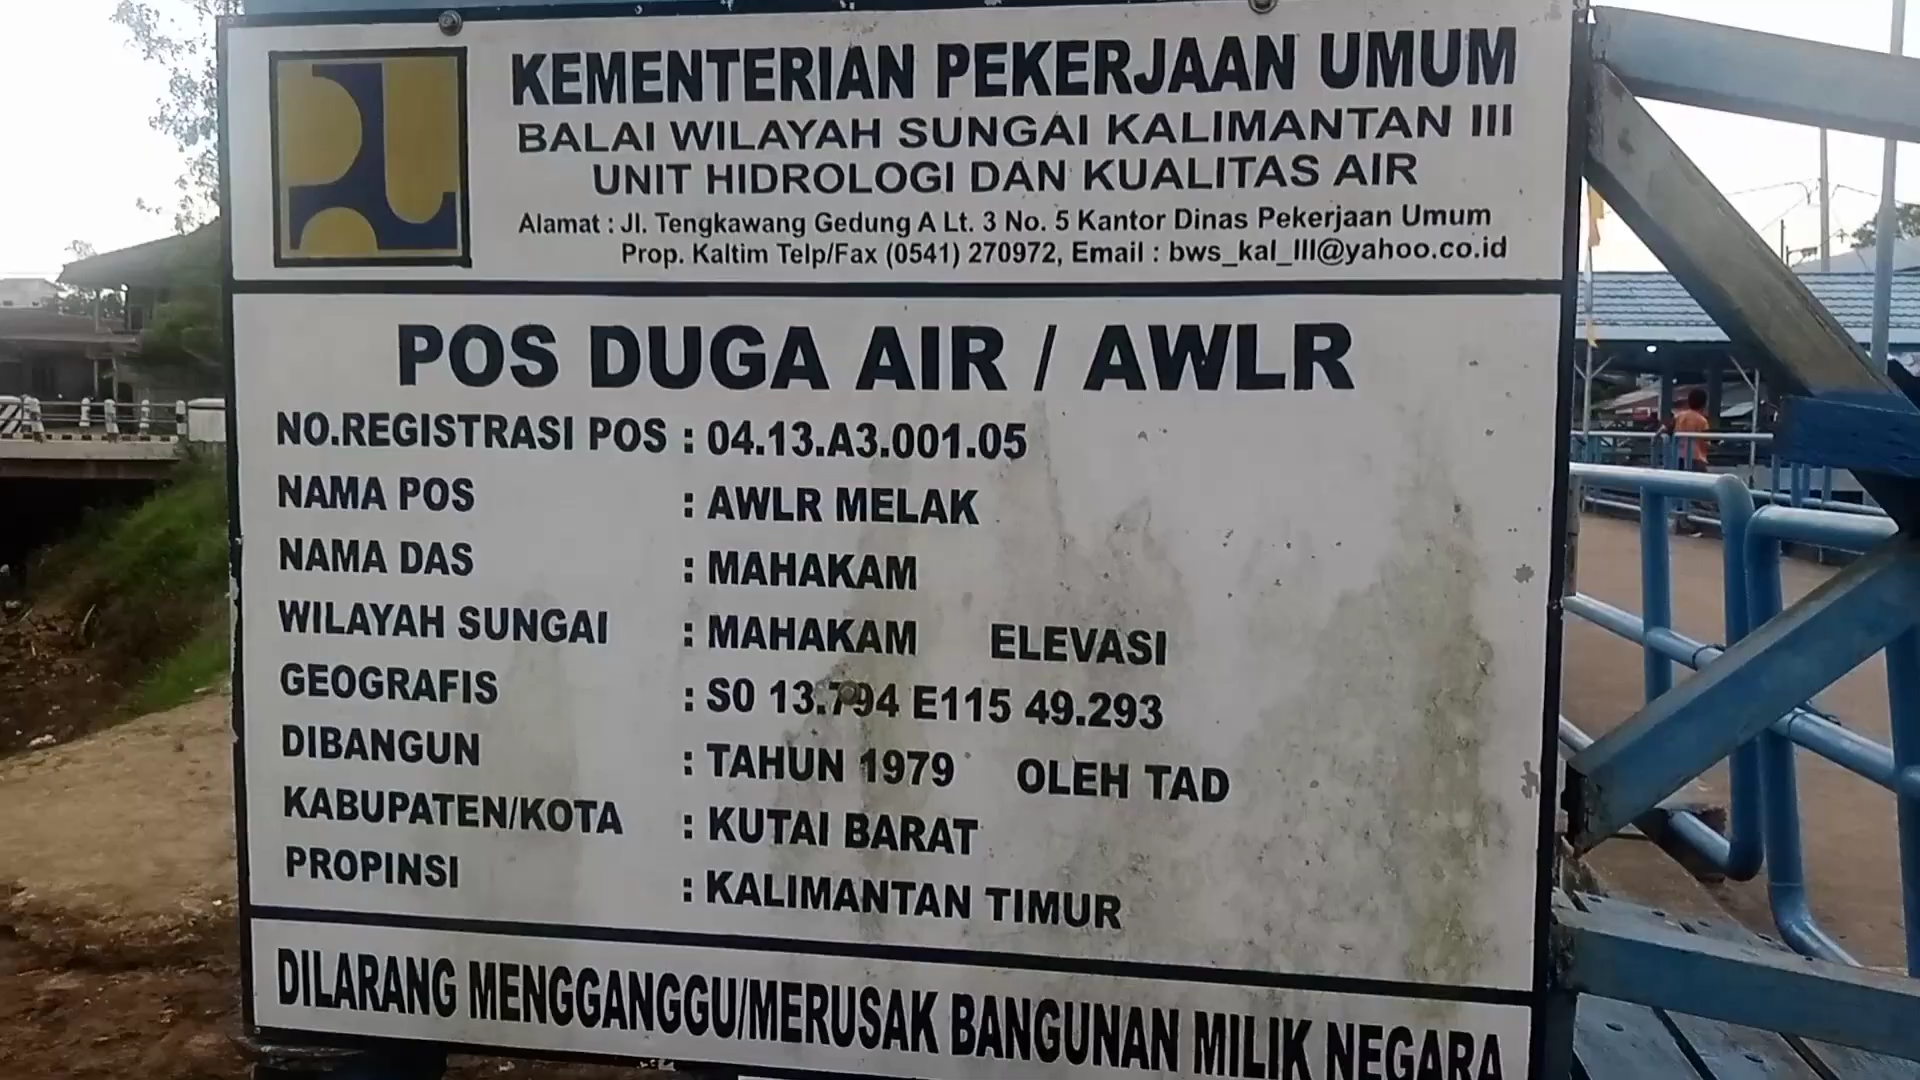 KEMENTERIAN PEKERJAAN UMUM
BALAI WILAYAH SUNGAI KALIMANTAN III
UNIT HIDROLOGI DAN KUALITAS AIR
Alamat : Jl. Tengkawang Gedung A Lt. 3 No. 5 Kantor Dinas Pekerjaan Umum
Prop. Kaltim Telp/Fax (0541) 270972, Email : bws_kal_III@yahoo.co.id
POS DUGA AIR / AWLR
NO.REGISTRASI POS : 04.13.A3.001.05
NAMA POS : AWLR MELAK
NAMA DAS : MAHAKAM
WILAYAH SUNGAI : MAHAKAM ELEVASI
GEOGRAFIS : S0 13.794 E115 49.293
DIBANGUN : TAHUN 1979 OLEH TAD
KABUPATEN/KOTA : KUTAI BARAT
PROPINSI : KALIMANTAN TIMUR
DILARANG MENGGANGGU/MERUSAK BANGUNAN MILIK NEGARA